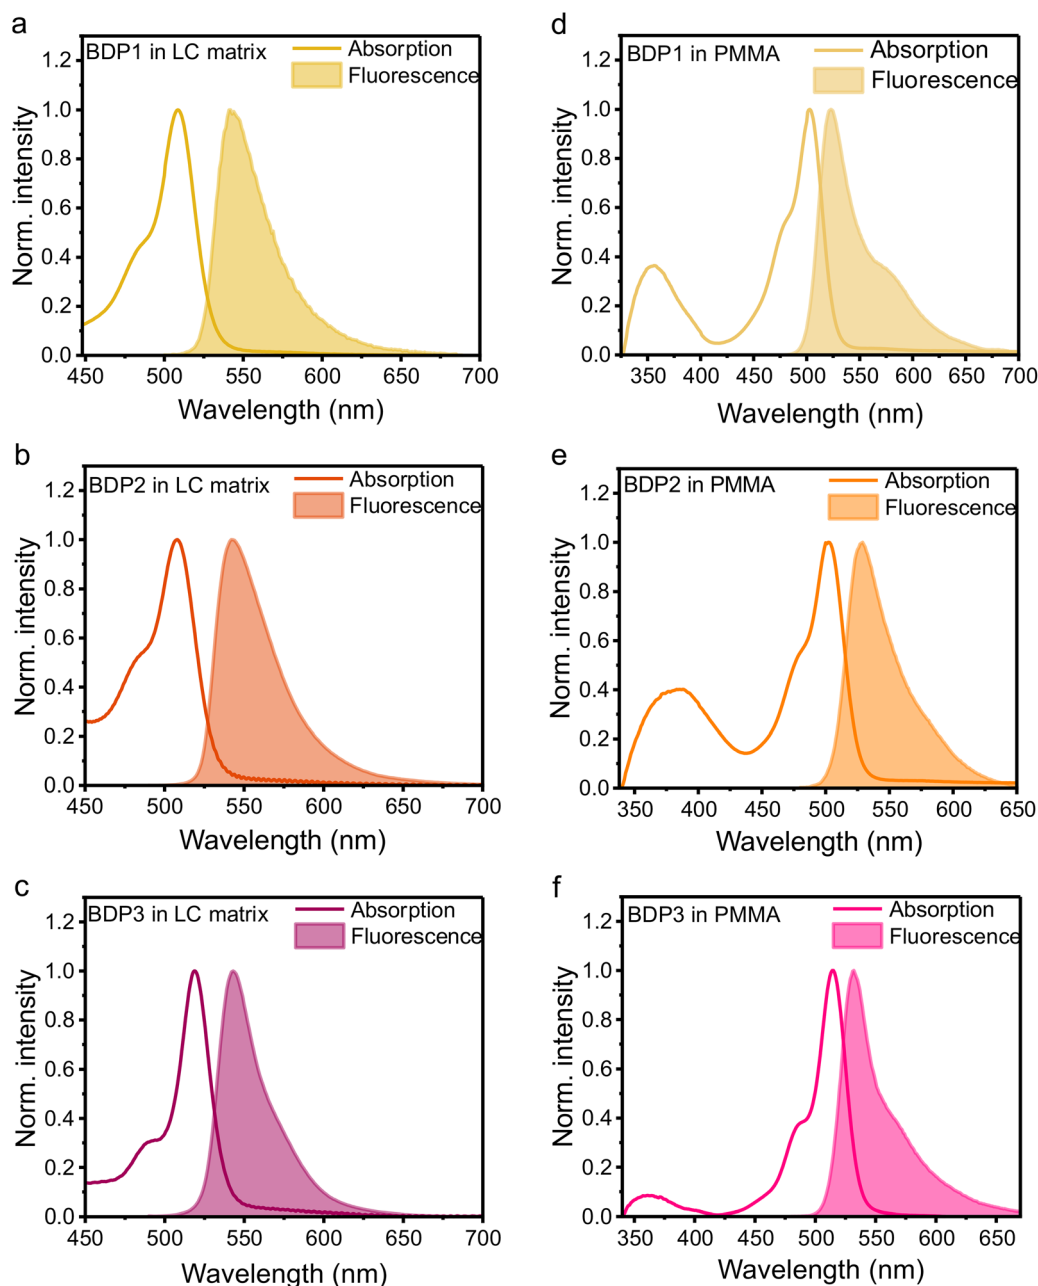 a
BDP1 in LC matrix
Absorption
Fluorescence
Norm. intensity
1.2
1.0
0.8
0.6
0.4
0.2
0.0
450 500 550 600 650 700
Wavelength (nm)
d
BDP1 in PMMA
Absorption
Fluorescence
Norm. intensity
1.2
1.0
0.8
0.6
0.4
0.2
0.0
350 400 450 500 550 600 650 700
Wavelength (nm)
b
BDP2 in LC matrix
Absorption
Fluorescence
Norm. intensity
1.2
1.0
0.8
0.6
0.4
0.2
0.0
450 500 550 600 650 700
Wavelength (nm)
e
BDP2 in PMMA
Absorption
Fluorescence
Norm. intensity
1.2
1.0
0.8
0.6
0.4
0.2
0.0
350 400 450 500 550 600 650
Wavelength (nm)
c
BDP3 in LC matrix
Absorption
Fluorescence
Norm. intensity
1.2
1.0
0.8
0.6
0.4
0.2
0.0
450 500 550 600 650 700
Wavelength (nm)
f
BDP3 in PMMA
Absorption
Fluorescence
Norm. intensity
1.2
1.0
0.8
0.6
0.4
0.2
0.0
350 400 450 500 550 600 650
Wavelength (nm)